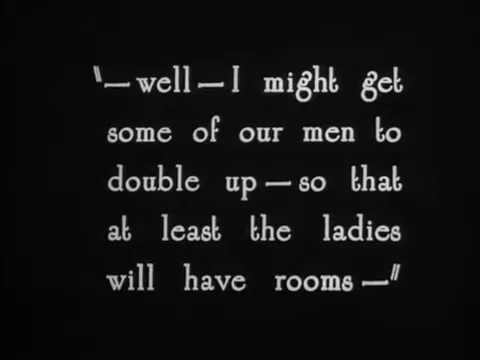 "—well—I might get
some of our men to
double up—so that
at least the ladies
will have rooms—"